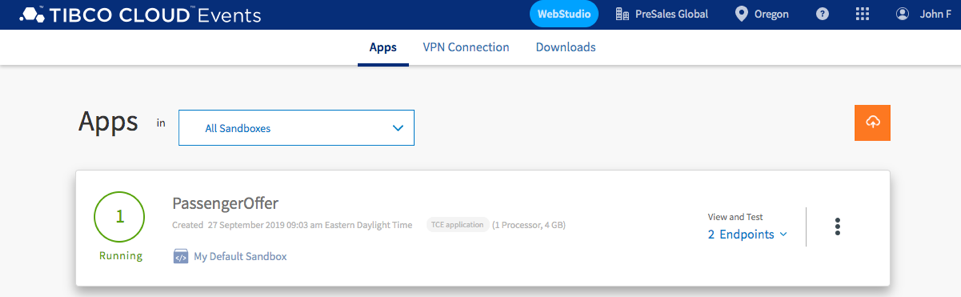 TIBCO CLOUD™ Events
WebStudio
PreSales Global
Oregon
?
John F
Apps
VPN Connection
Downloads
Apps in All Sandboxes
1
Running
PassengerOffer
Created 27 September 2019 09:03 am Eastern Daylight Time TCE application (1 Processor, 4 GB)
</> My Default Sandbox
View and Test
2 Endpoints